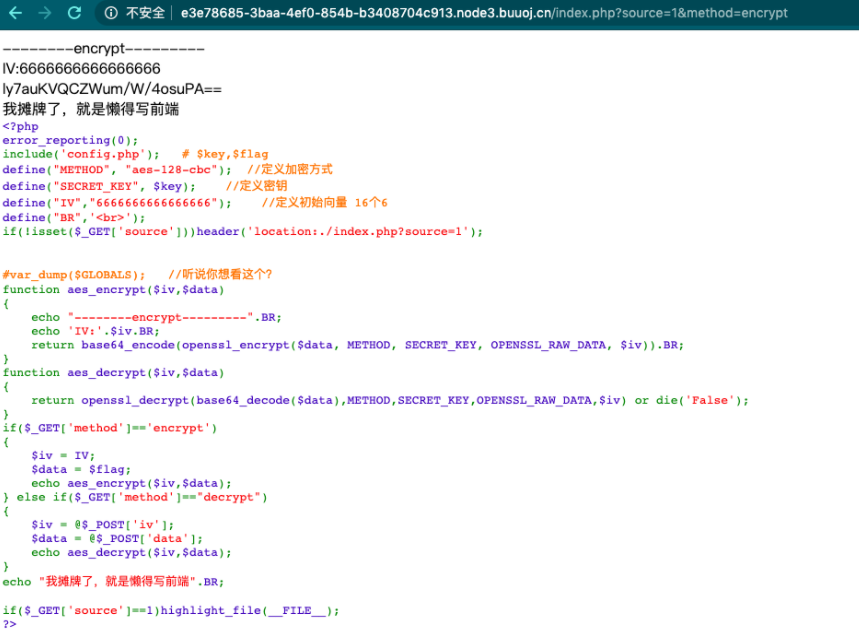 不安全 | e3e78685-3baa-4ef0-854b-b3408704c913.node3.buuoj.cn/index.php?source=1&method=encrypt
--------encrypt---------
IV:6666666666666666
ly7auKVQCZWum/W/4osuPA==
我摊牌了，就是懒得写前端
<?php
error_reporting(0);
include('config.php');   # $key,$flag
define("METHOD", "aes-128-cbc");  //定义加密方式
define("SECRET_KEY", $key);    //定义密钥
define("IV","6666666666666666");    //定义初始向量 16个6
define("BR",'<br>');
if(!isset($_GET['source']))header('location:./index.php?source=1');
#var_dump($GLOBALS);   //听说你想看这个？
function aes_encrypt($iv,$data)
{
    echo "--------encrypt---------".BR;
    echo 'IV:'.$iv.BR;
    return base64_encode(openssl_encrypt($data, METHOD, SECRET_KEY, OPENSSL_RAW_DATA, $iv)).BR;
}
function aes_decrypt($iv,$data)
{
    return openssl_decrypt(base64_decode($data),METHOD,SECRET_KEY,OPENSSL_RAW_DATA,$iv) or die('False');
}
if($_GET['method']=='encrypt')
{
    $iv = IV;
    $data = $flag;
    echo aes_encrypt($iv,$data);
} else if($_GET['method']=="decrypt")
{
    $iv = @$_POST['iv'];
    $data = @$_POST['data'];
    echo aes_decrypt($iv,$data);
}
echo "我摊牌了，就是懒得写前端".BR;
if($_GET['source']==1)highlight_file(__FILE__);
?>